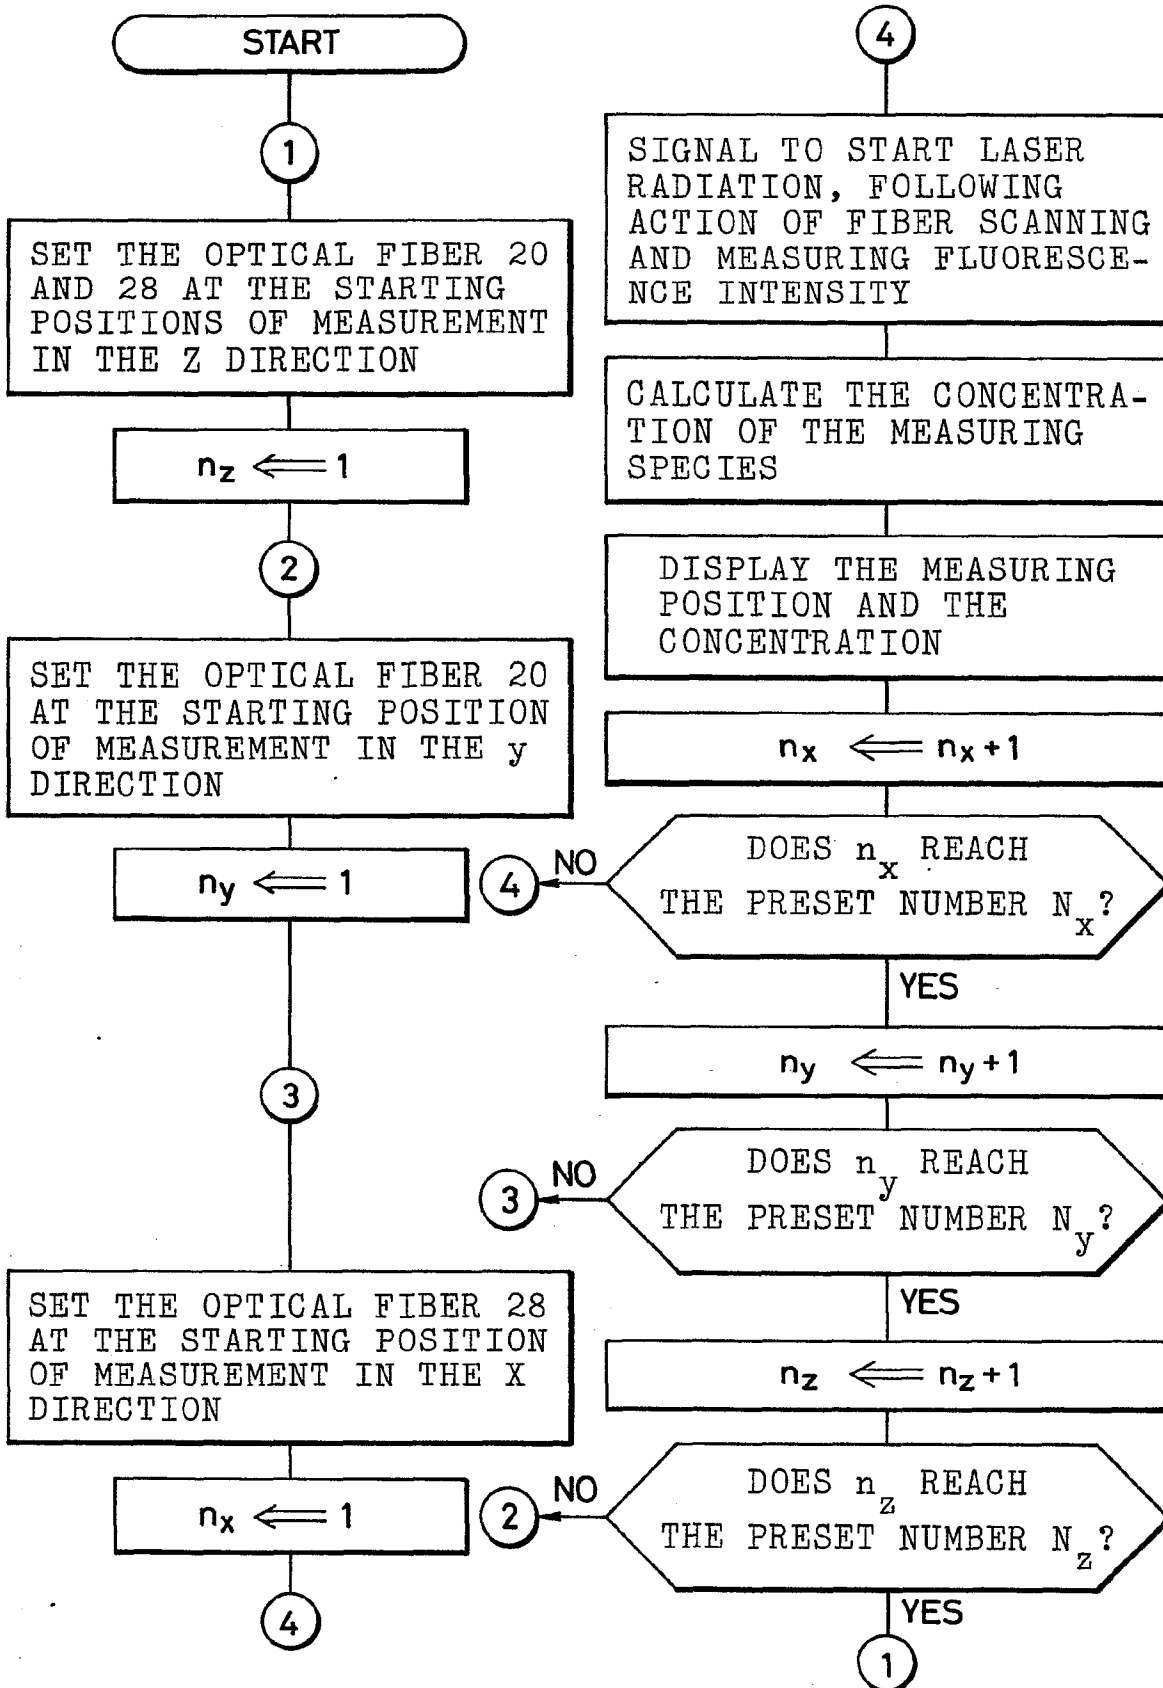 START
1
SET THE OPTICAL FIBER 20
AND 28 AT THE STARTING
POSITIONS OF MEASUREMENT
IN THE Z DIRECTION
nz ⟸ 1
2
SET THE OPTICAL FIBER 20
AT THE STARTING POSITION
OF MEASUREMENT IN THE y
DIRECTION
ny ⟸ 1
3
SET THE OPTICAL FIBER 28
AT THE STARTING POSITION
OF MEASUREMENT IN THE X
DIRECTION
nx ⟸ 1
4
4
SIGNAL TO START LASER
RADIATION, FOLLOWING
ACTION OF FIBER SCANNING
AND MEASURING FLUORESCE-
NCE INTENSITY
CALCULATE THE CONCENTRA-
TION OF THE MEASURING
SPECIES
DISPLAY THE MEASURING
POSITION AND THE
CONCENTRATION
nx ⟸ nx+1
DOES nx REACH
THE PRESET NUMBER Nx?
NO
4
YES
ny ⟸ ny+1
DOES ny REACH
THE PRESET NUMBER Ny?
NO
3
YES
nz ⟸ nz+1
DOES nz REACH
THE PRESET NUMBER Nz?
NO
2
YES
1